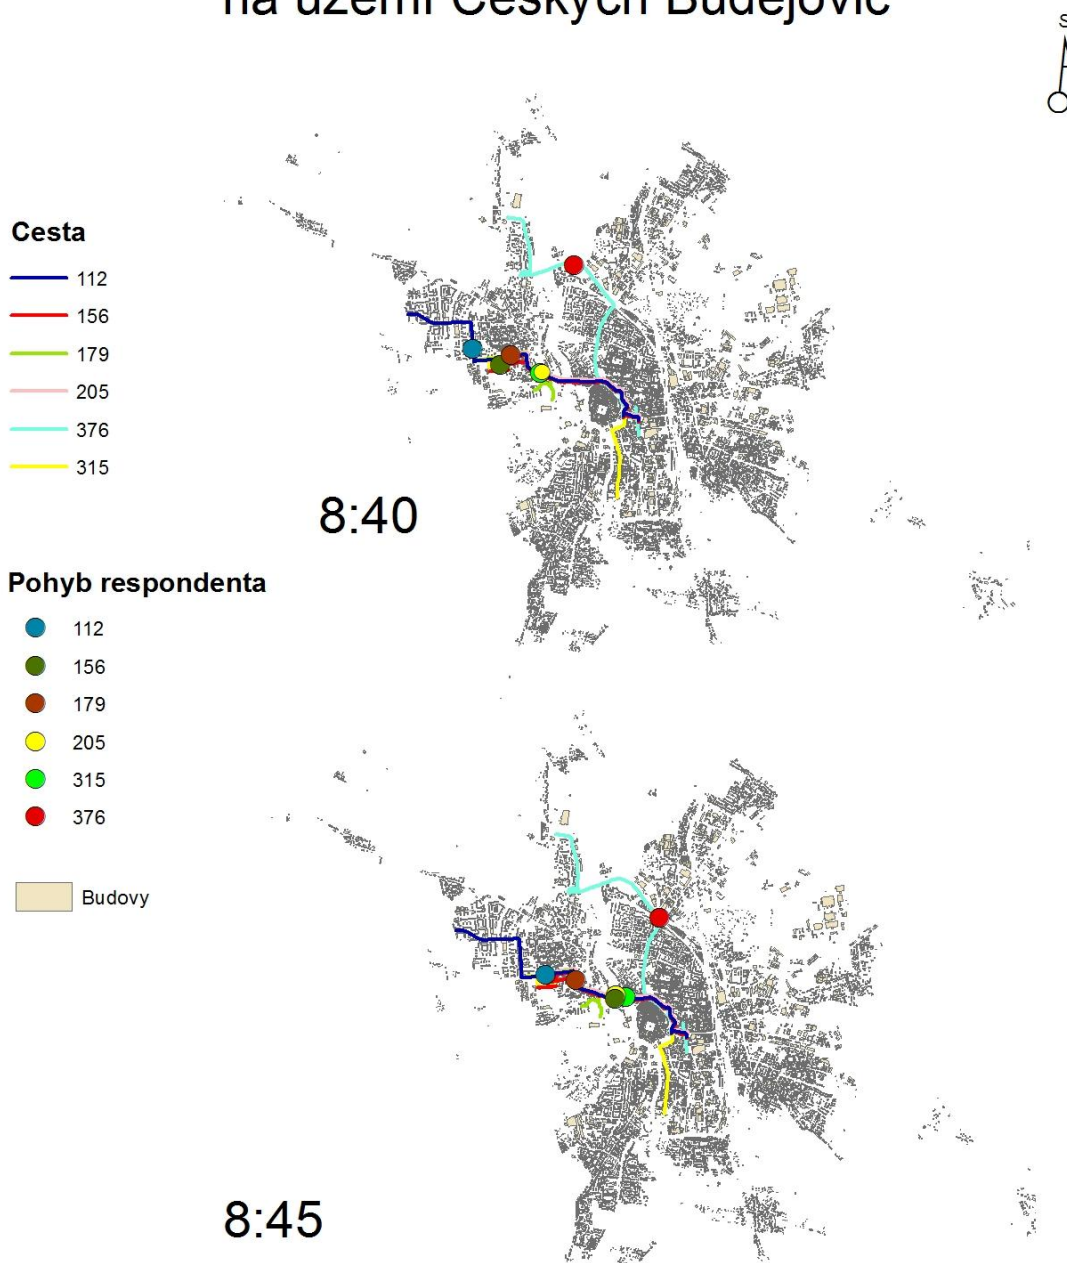 na území Českých Budějovic
S
Cesta
112
156
179
205
376
315
8:40
Pohyb respondenta
112
156
179
205
315
376
Budovy
8:45